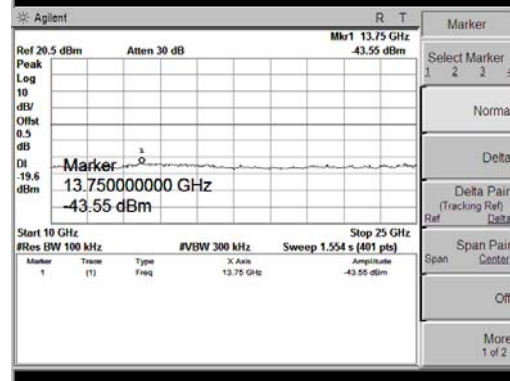 Agilent R T
Mkr1 13.75 GHz
Ref 20.5 dBm Atten 30 dB -43.55 dBm
Peak
Log
10
dB/
Offst
0.5
dB
DI
-19.6
dBm
Marker
13.750000000 GHz
-43.55 dBm
1
Start 10 GHz Stop 25 GHz
#Res BW 100 kHz #VBW 300 kHz Sweep 1.554 s (401 pts)
Marker Trace Type X Axis Amplitude
1 (1) Freq 13.75 GHz -43.55 dBm
Marker
Select Marker
1 2 3 4
Norma
Delta
Delta Pair
(Tracking Ref)
Ref Delta
Span Pair
Span Center
Off
More
1 of 2